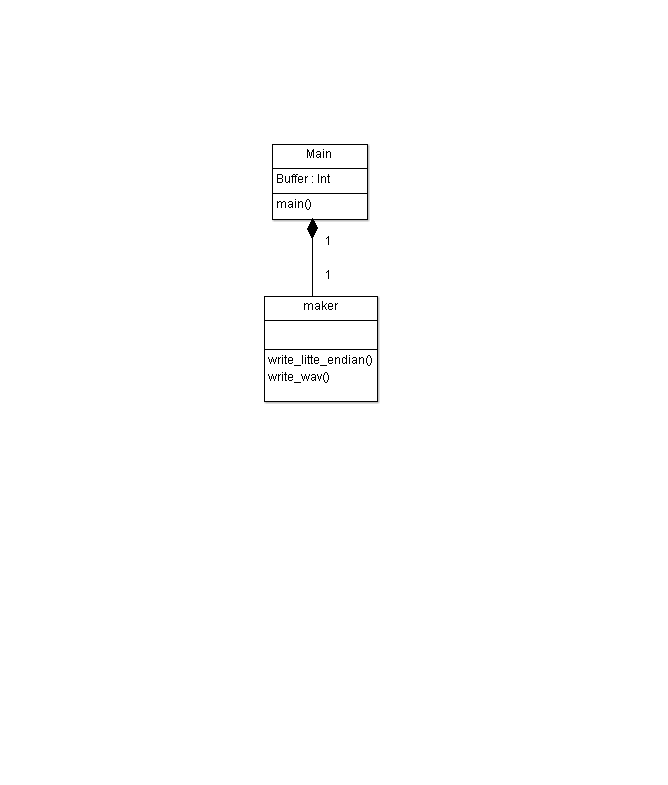 Main
Buffer : Int
main()
1
1
maker
write_litte_endian()
write_wav()